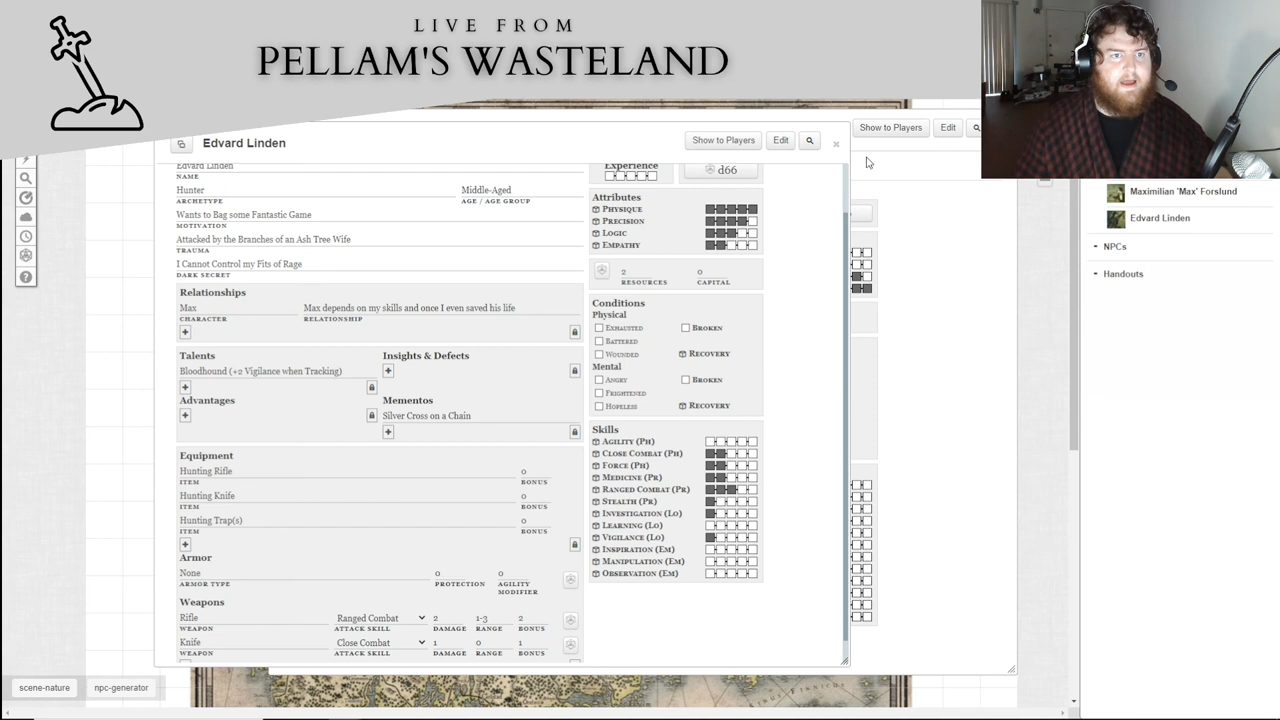 LIVE FROM
PELLAM'S WASTELAND
Edvard Linden
Show to Players
Edit
Show to Players
Edit
Edvard Linden
NAME
Hunter
Middle-Aged
ARCHETYPE
AGE / AGE GROUP
Wants to Bag some Fantastic Game
MOTIVATION
Attacked by the Branches of an Ash Tree Wife
TRAUMA
I Cannot Control my Fits of Rage
DARK SECRET
Relationships
Max
Max depends on my skills and once I even saved his life
CHARACTER
RELATIONSHIP
Talents
Bloodhound (+2 Vigilance when Tracking)
Insights & Defects
Advantages
Mementos
Silver Cross on a Chain
Equipment
Hunting Rifle
0
ITEM
BONUS
Hunting Knife
0
ITEM
BONUS
Hunting Trap(s)
0
ITEM
BONUS
Armor
None
0
0
ARMOR TYPE
PROTECTION
AGILITY MODIFIER
Weapons
Rifle
Ranged Combat
2
1-3
2
WEAPON
ATTACK SKILL
DAMAGE
RANGE
BONUS
Knife
Close Combat
1
0
1
WEAPON
ATTACK SKILL
DAMAGE
RANGE
BONUS
Experience
d66
Attributes
PHYSIQUE
PRECISION
LOGIC
EMPATHY
2
0
RESOURCES
CAPITAL
Conditions
Physical
EXHAUSTED
BROKEN
BATTERED
WOUNDED
RECOVERY
Mental
ANGRY
BROKEN
FRIGHTENED
HOPELESS
RECOVERY
Skills
AGILITY (PH)
CLOSE COMBAT (PH)
FORCE (PH)
MEDICINE (PR)
RANGED COMBAT (PR)
STEALTH (PR)
INVESTIGATION (LO)
LEARNING (LO)
VIGILANCE (LO)
INSPIRATION (EM)
MANIPULATION (EM)
OBSERVATION (EM)
Maximilian 'Max' Forslund
Edvard Linden
NPCs
Handouts
scene-nature
npc-generator